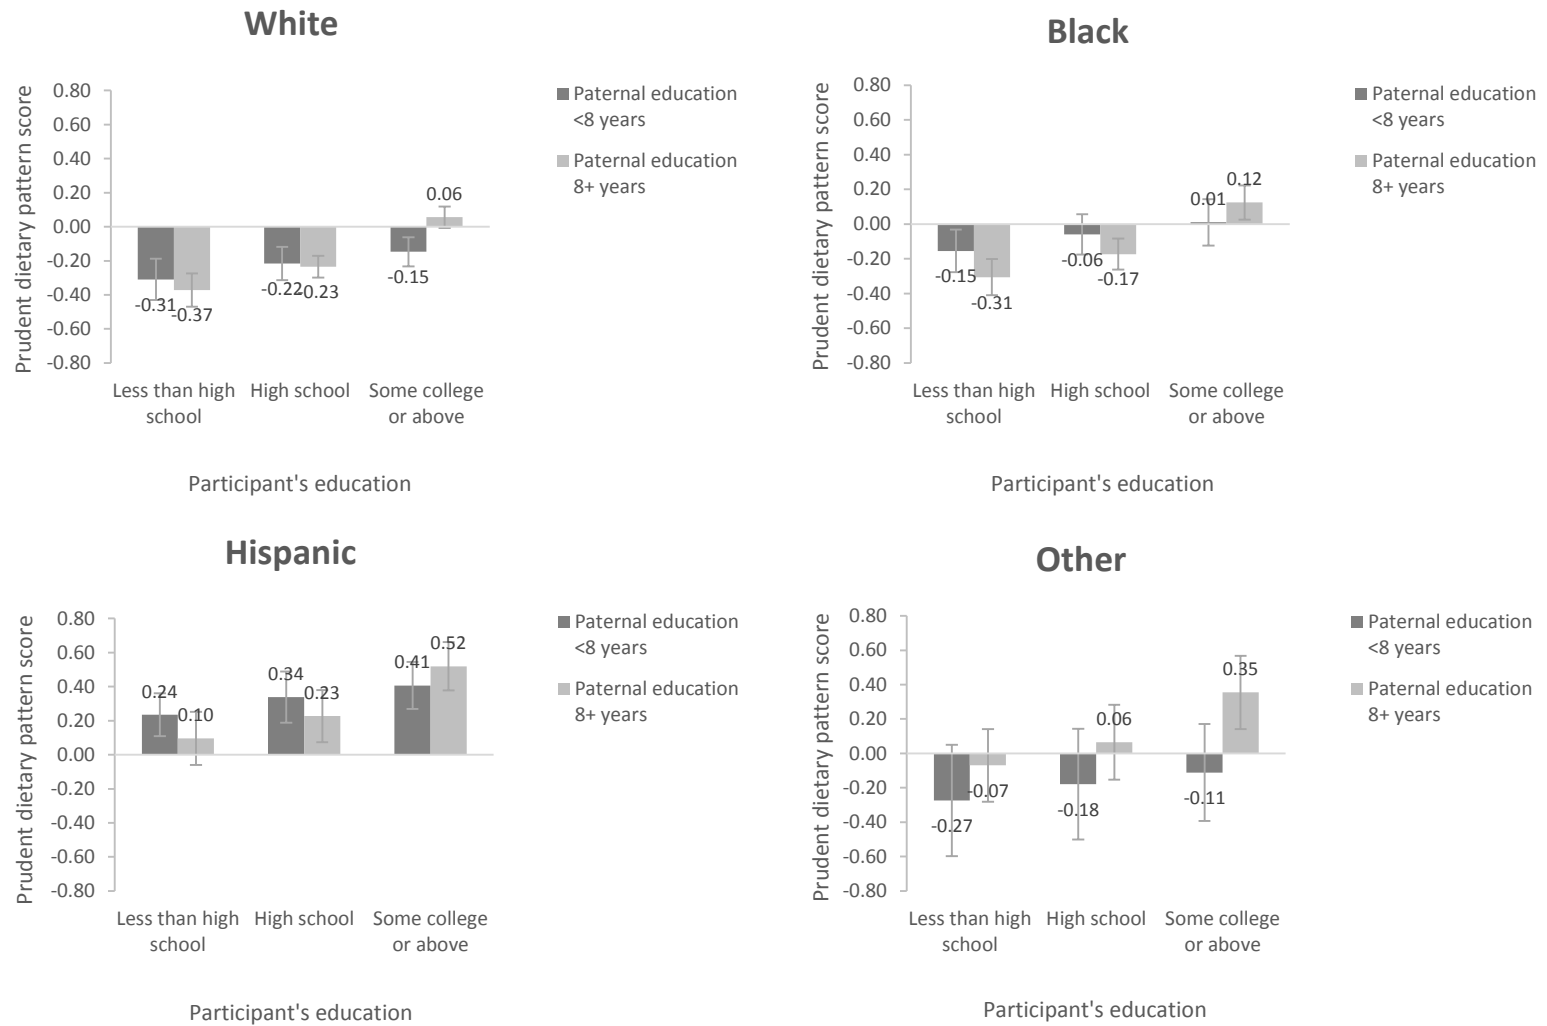 White
Prudent dietary pattern score
0.80
0.60
0.40
0.20
0.00
-0.20
-0.40
-0.60
-0.80
0.06
-0.31
-0.37
-0.22
-0.23
-0.15
Less than high school
High school
Some college or above
Participant's education
Paternal education
<8 years
Paternal education
8+ years
Black
Prudent dietary pattern score
0.80
0.60
0.40
0.20
0.00
-0.20
-0.40
-0.60
-0.80
0.01
0.12
-0.15
-0.31
-0.06
-0.17
Less than high school
High school
Some college or above
Participant's education
Paternal education
<8 years
Paternal education
8+ years
Hispanic
Prudent dietary pattern score
0.80
0.60
0.40
0.20
0.00
-0.20
-0.40
-0.60
-0.80
0.24
0.10
0.34
0.23
0.41
0.52
Less than high school
High school
Some college or above
Participant's education
Paternal education
<8 years
Paternal education
8+ years
Other
Prudent dietary pattern score
0.80
0.60
0.40
0.20
0.00
-0.20
-0.40
-0.60
-0.80
-0.27
-0.07
-0.18
0.06
-0.11
0.35
Less than high school
High school
Some college or above
Participant's education
Paternal education
<8 years
Paternal education
8+ years